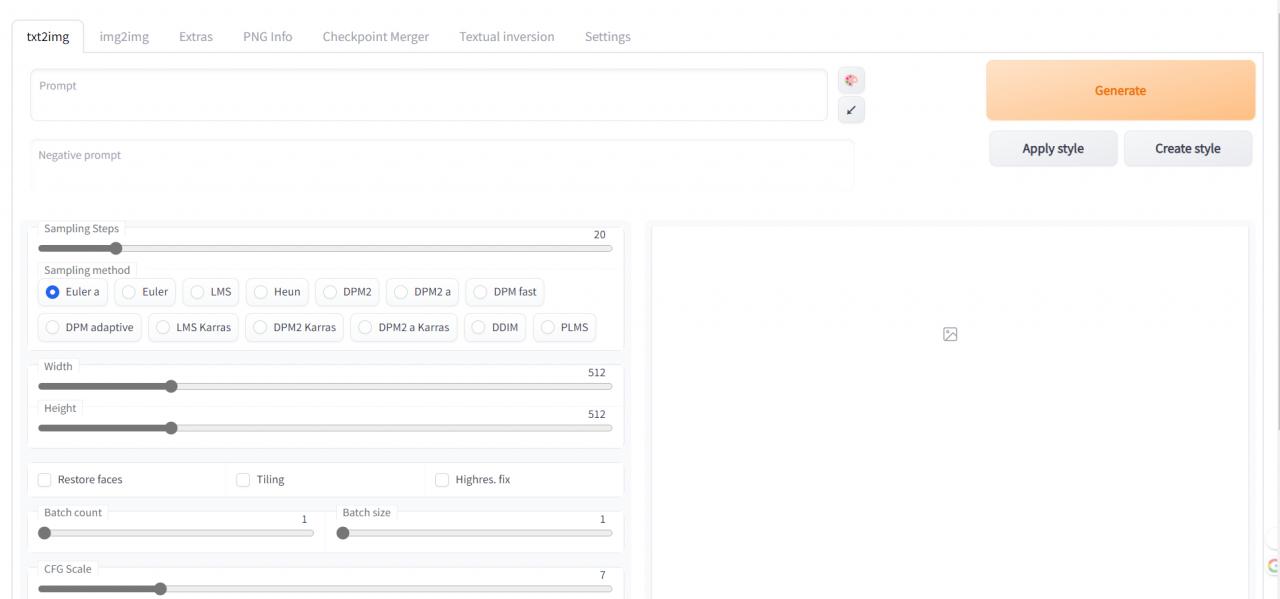 txt2img img2img Extras PNG Info Checkpoint Merger Textual inversion Settings
Prompt
Generate
Negative prompt
Apply style Create style
Sampling Steps
20
Sampling method
Euler a Euler LMS Heun DPM2 DPM2 a DPM fast
DPM adaptive LMS Karras DPM2 Karras DPM2 a Karras DDIM PLMS
Width
512
Height
512
Restore faces Tiling Highres. fix
Batch count
1
Batch size
1
CFG Scale
7